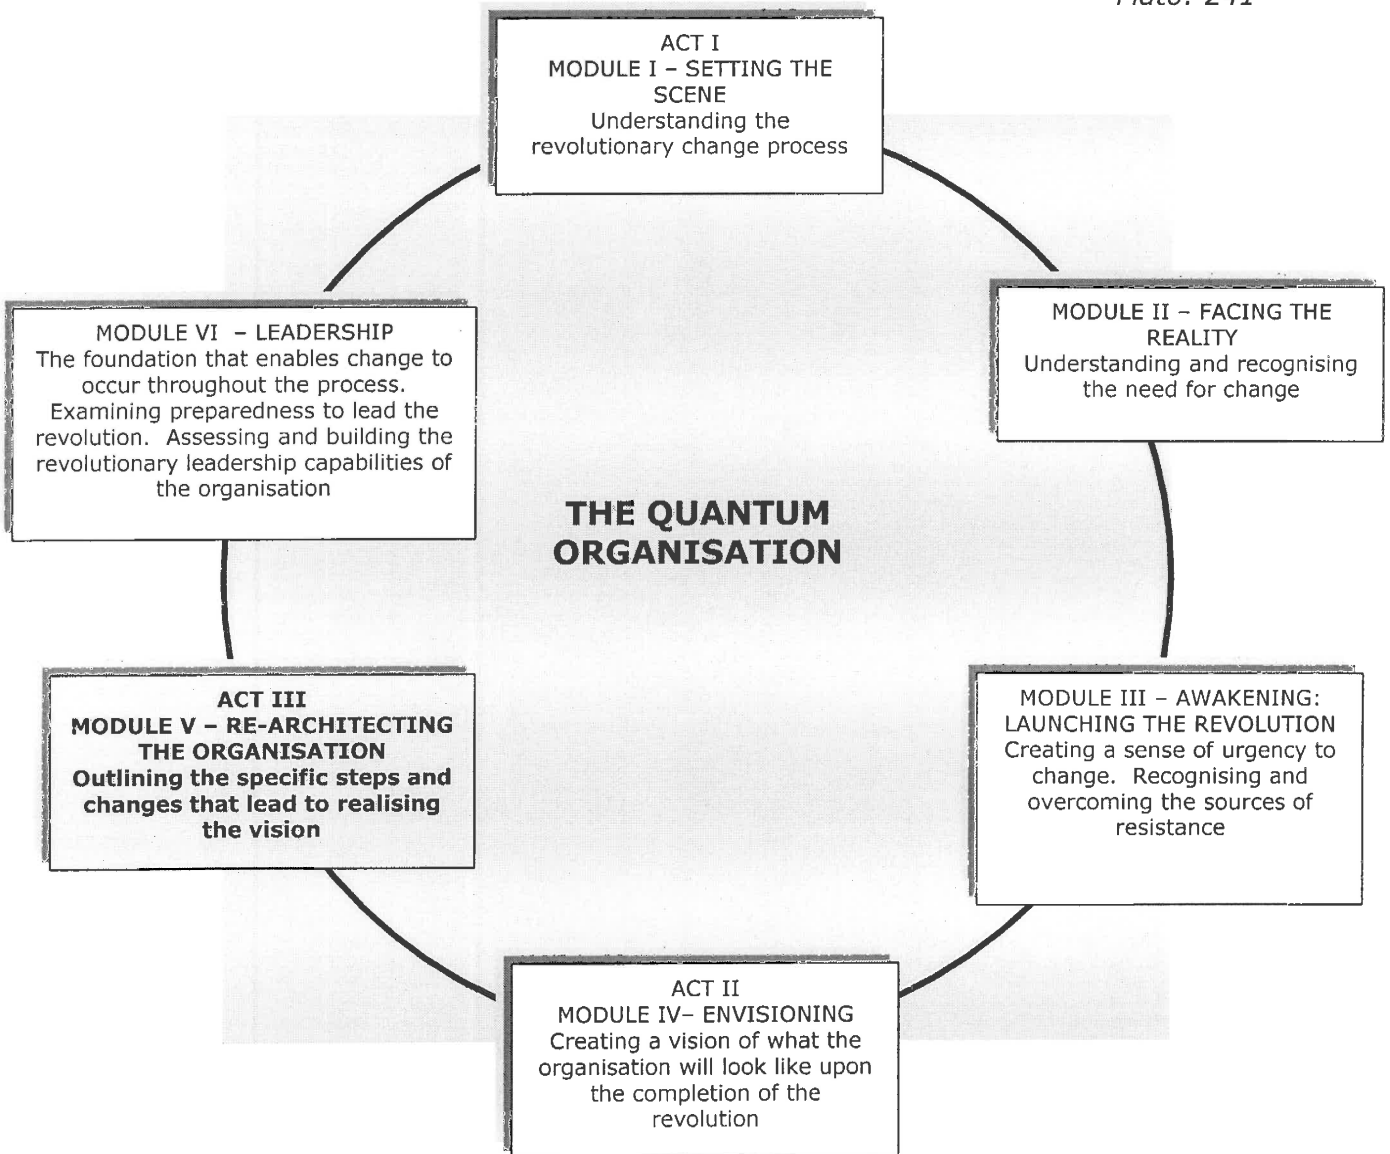 ACT I
MODULE I – SETTING THE
SCENE
Understanding the
revolutionary change process
MODULE II – FACING THE
REALITY
Understanding and recognising
the need for change
MODULE III – AWAKENING:
LAUNCHING THE REVOLUTION
Creating a sense of urgency to
change. Recognising and
overcoming the sources of
resistance
ACT II
MODULE IV– ENVISIONING
Creating a vision of what the
organisation will look like upon
the completion of the
revolution
ACT III
MODULE V – RE-ARCHITECTING
THE ORGANISATION
Outlining the specific steps and
changes that lead to realising
the vision
MODULE VI – LEADERSHIP
The foundation that enables change to
occur throughout the process.
Examining preparedness to lead the
revolution. Assessing and building the
revolutionary leadership capabilities of
the organisation
THE QUANTUM
ORGANISATION